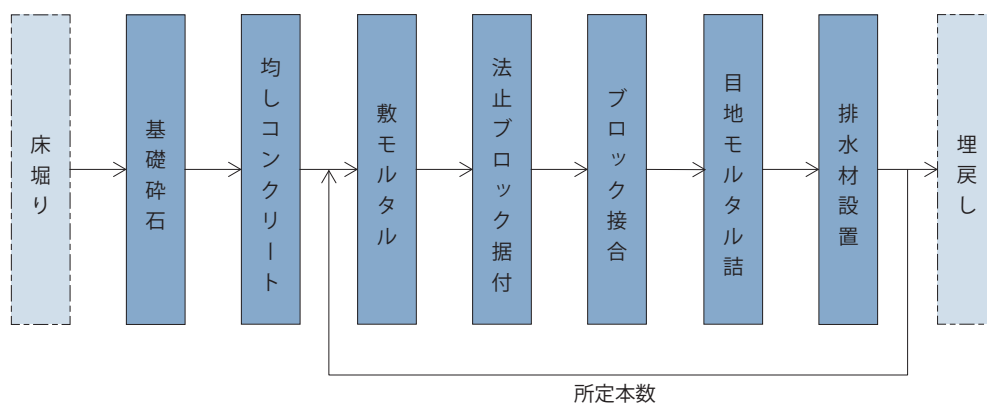 床堀り
基礎砕石
均しコンクリート
敷モルタル
法止ブロック据付
ブロック接合
目地モルタル詰
排水材設置
埋戻し
所定本数